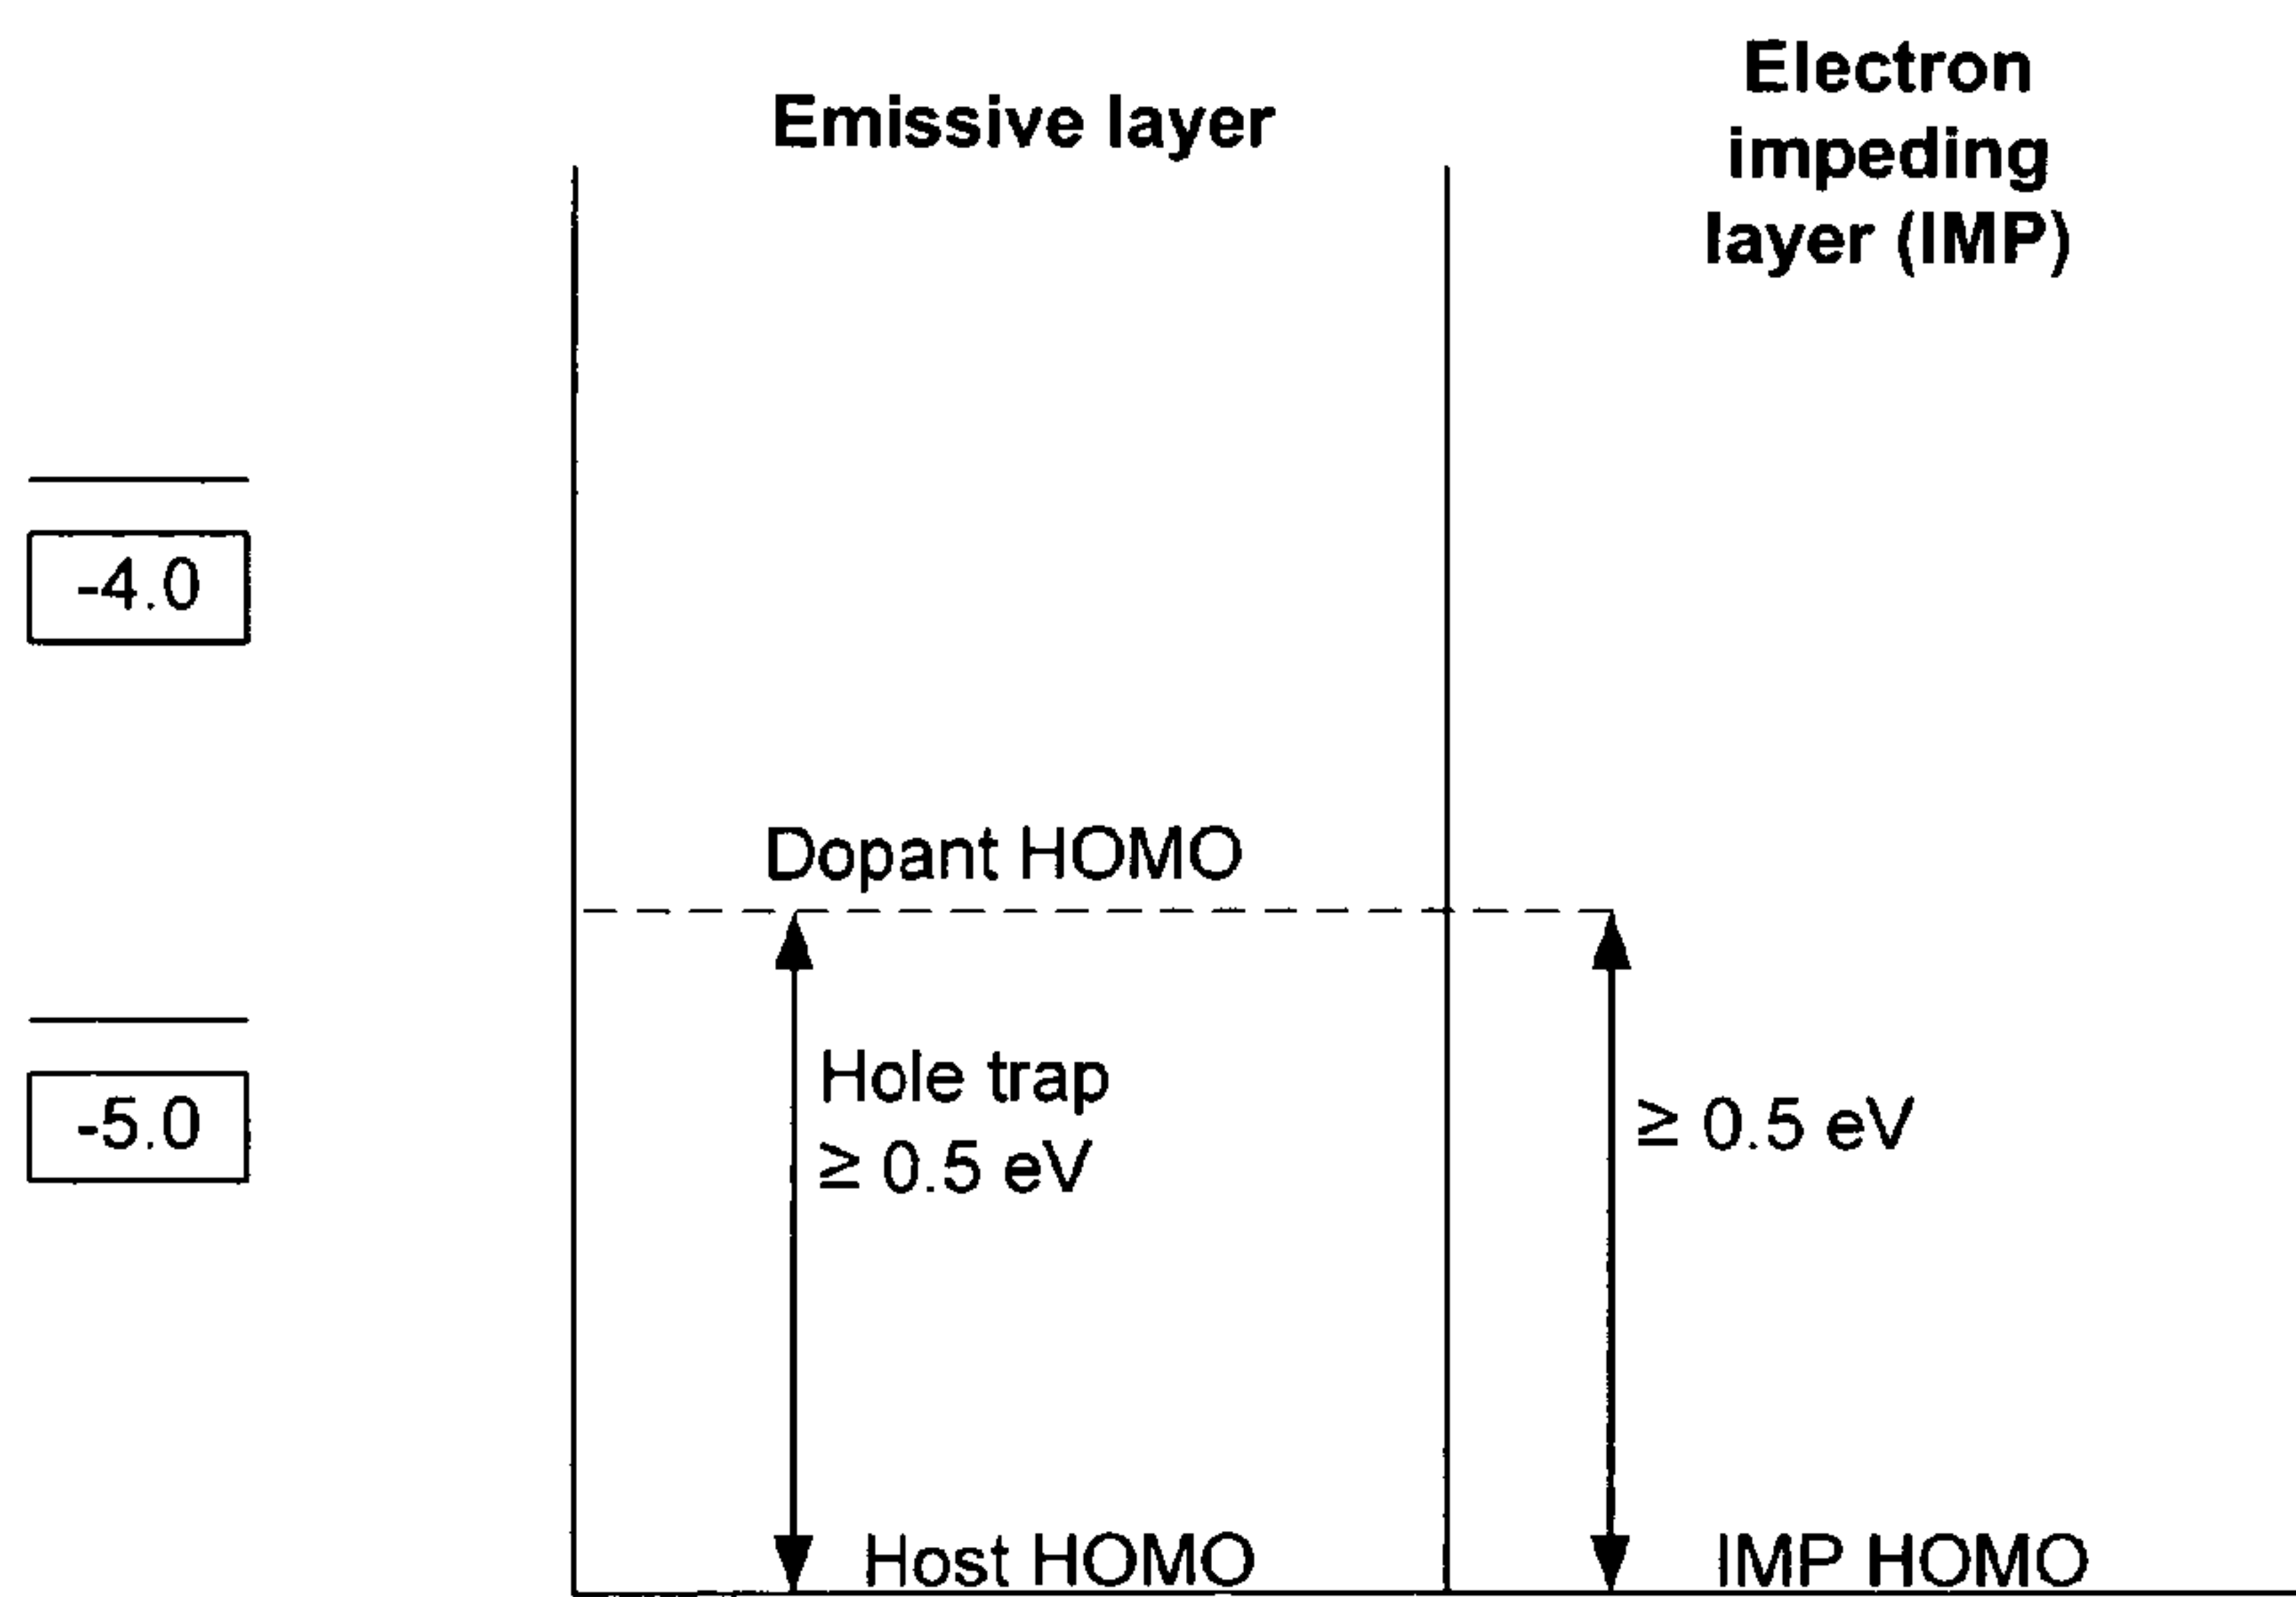 Emissive layer
Electron
impeding
layer (IMP)
-4.0
Dopant HOMO
-5.0
Hole trap
≥ 0.5 eV
≥ 0.5 eV
Host HOMO
IMP HOMO